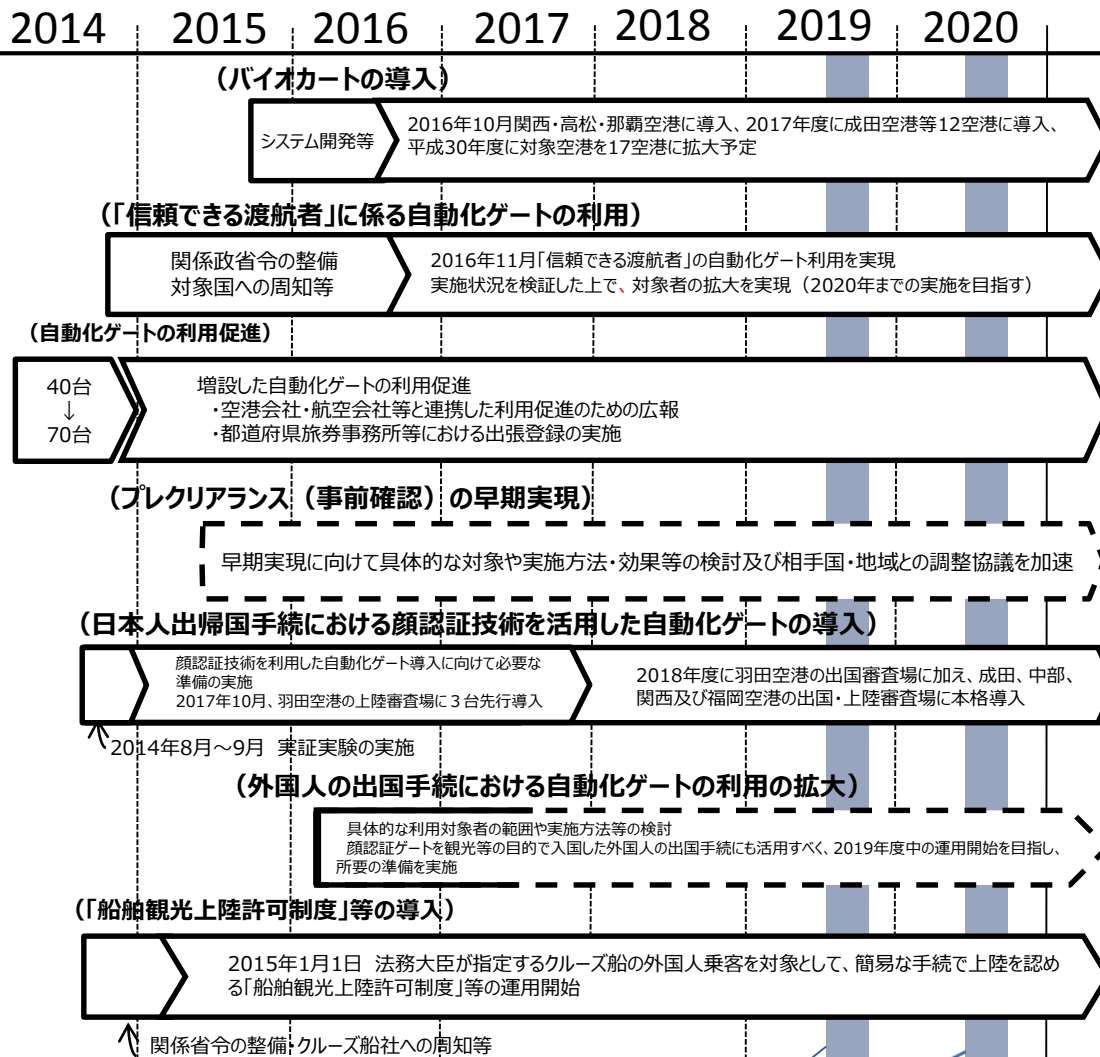 2014 2015 2016 2017 2018 2019 2020
（バイオカートの導入）
システム開発等
2016年10月関西・高松・那覇空港に導入、2017年度に成田空港等12空港に導入、
平成30年度に対象空港を17空港に拡大予定
（「信頼できる渡航者」に係る自動化ゲートの利用）
関係政省令の整備
対象国への周知等
2016年11月「信頼できる渡航者」の自動化ゲート利用を実現
実施状況を検証した上で、対象者の拡大を実現（2020年までの実施を目指す）
（自動化ゲートの利用促進）
40台
↓
70台
増設した自動化ゲートの利用促進
・空港会社・航空会社等と連携した利用促進のための広報
・都道府県旅券事務所等における出張登録の実施
（プレクリアランス（事前確認）の早期実現）
早期実現に向けて具体的な対象や実施方法・効果等の検討及び相手国・地域との調整協議を加速
（日本人出帰国手続における顔認証技術を活用した自動化ゲートの導入）
顔認証技術を利用した自動化ゲート導入に向けて必要な
準備の実施
2017年10月、羽田空港の上陸審査場に３台先行導入
2018年度に羽田空港の出国審査場に加え、成田、中部、
関西及び福岡空港の出国・上陸審査場に本格導入
2014年8月～9月 実証実験の実施
（外国人の出国手続における自動化ゲートの利用の拡大）
具体的な利用対象者の範囲や実施方法等の検討
顔認証ゲートを観光等の目的で入国した外国人の出国手続にも活用すべく、2019年度中の運用開始を目指し、
所要の準備を実施
（「船舶観光上陸許可制度」等の導入）
2015年1月1日 法務大臣が指定するクルーズ船の外国人乗客を対象として、簡易な手続で上陸を認め
る「船舶観光上陸許可制度」等の運用開始
関係省令の整備・クルーズ船社への周知等